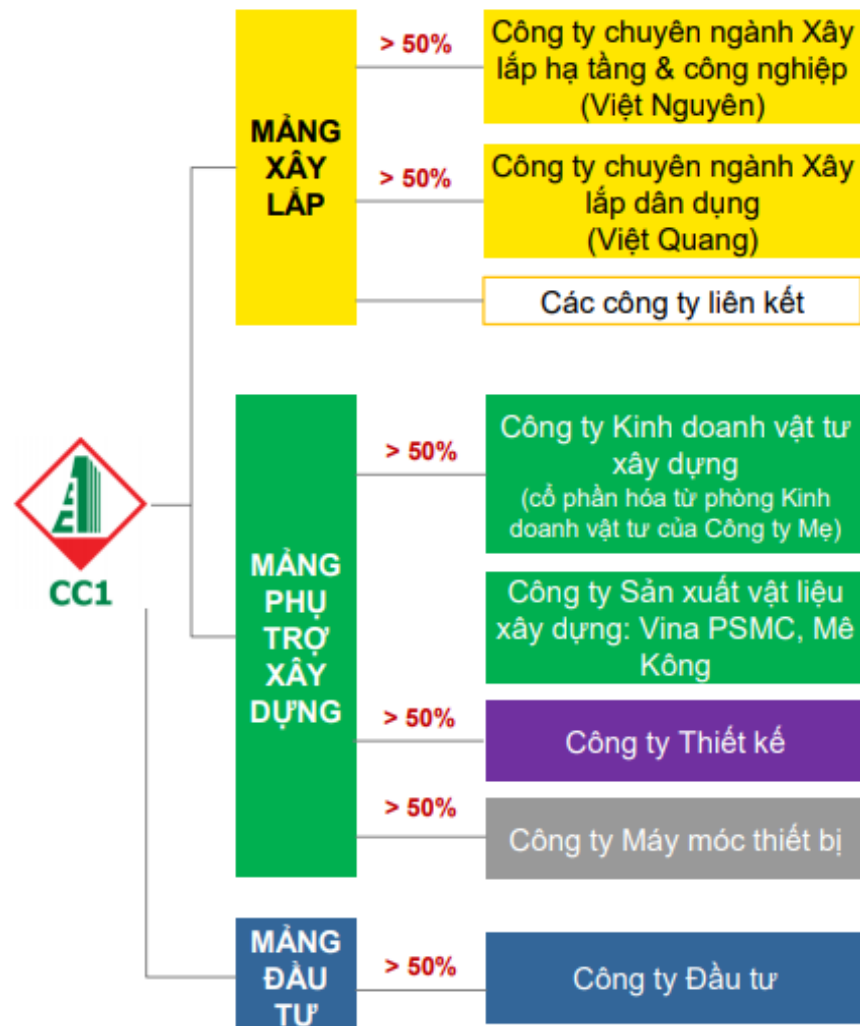 > 50%
Công ty chuyên ngành Xây
lắp hạ tầng & công nghiệp
(Việt Nguyên)
MẢNG
XÂY
LẮP
> 50%
Công ty chuyên ngành Xây
lắp dân dụng
(Việt Quang)
Các công ty liên kết
CC1
MẢNG
PHỤ
TRỢ
XÂY
DỰNG
> 50%
Công ty Kinh doanh vật tư
xây dựng
(cổ phần hóa từ phòng Kinh
doanh vật tư của Công ty Mẹ)
Công ty Sản xuất vật liệu
xây dựng: Vina PSMC, Mê
Kông
> 50%
Công ty Thiết kế
> 50%
Công ty Máy móc thiết bị
MẢNG
ĐẦU
TƯ
> 50%
Công ty Đầu tư